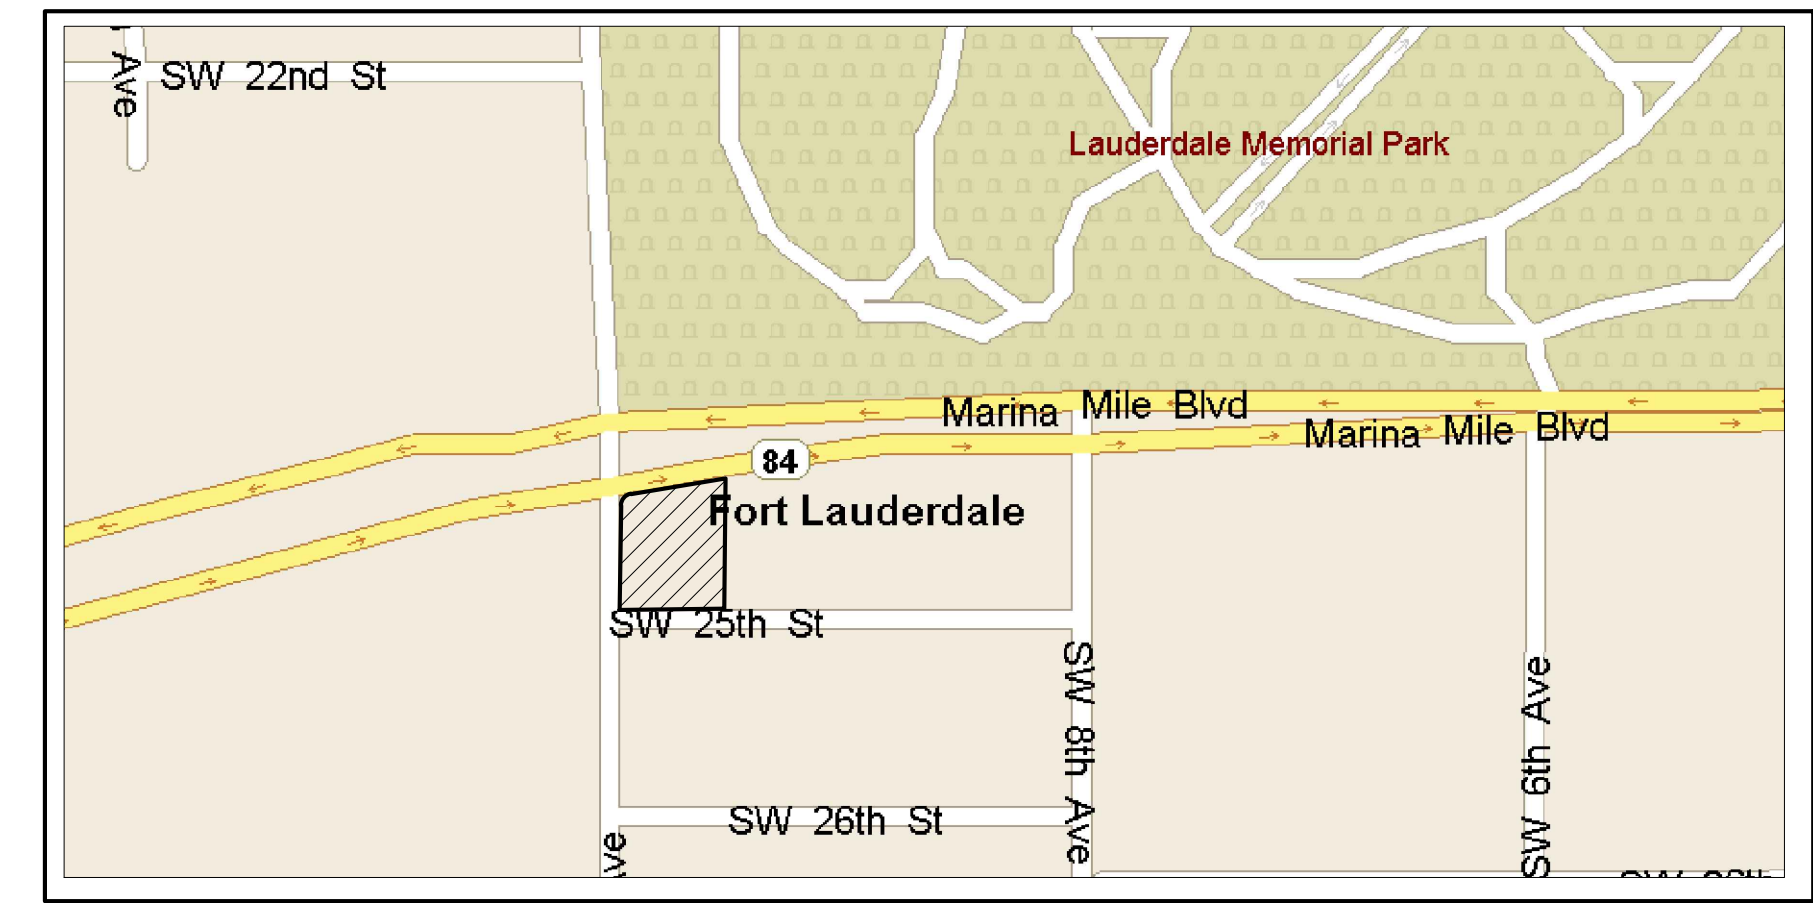 Ave
SW 22nd St
Lauderdale Memorial Park
Marina Mile Blvd
Marina Mile Blvd
84
Fort Lauderdale
SW 25th St
SW 8th Ave
SW 6th Ave
SW 26th St